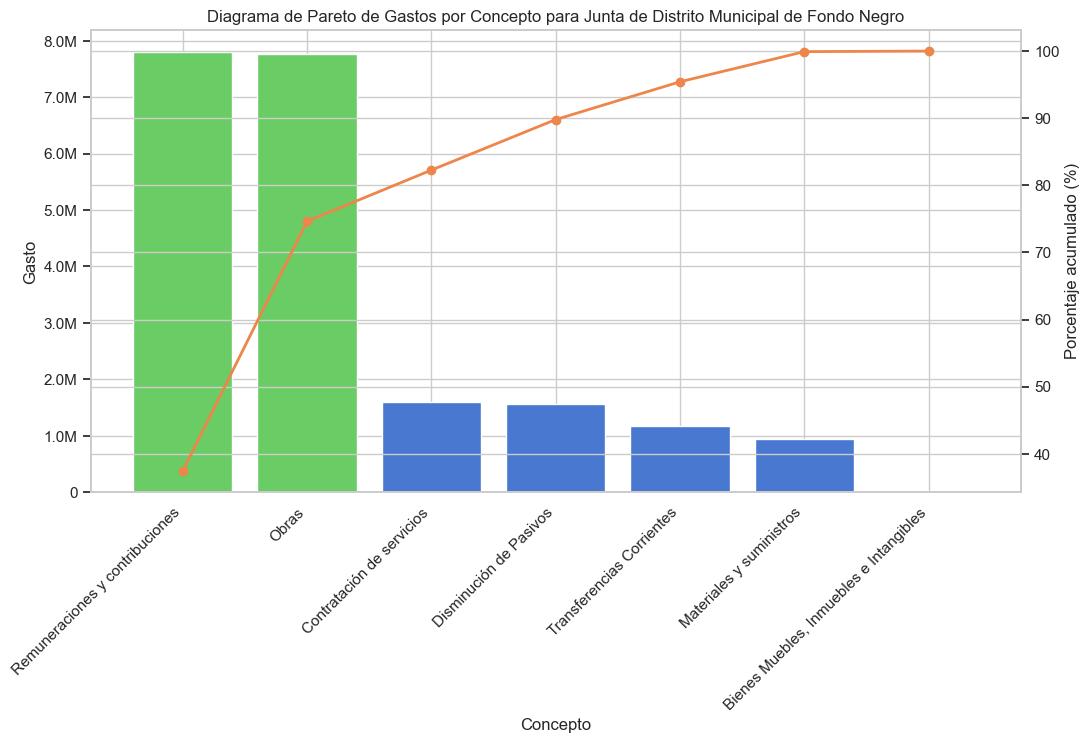 Diagrama de Pareto de Gastos por Concepto para Junta de Distrito Municipal de Fondo Negro
8.0M
7.0M
6.0M
5.0M
4.0M
3.0M
2.0M
1.0M
0
Gasto
100
90
80
70
60
50
40
Porcentaje acumulado (%)
Remuneraciones y contribuciones
Obras
Contratación de servicios
Disminución de Pasivos
Transferencias Corrientes
Materiales y suministros
Bienes Muebles, Inmuebles e Intangibles
Concepto